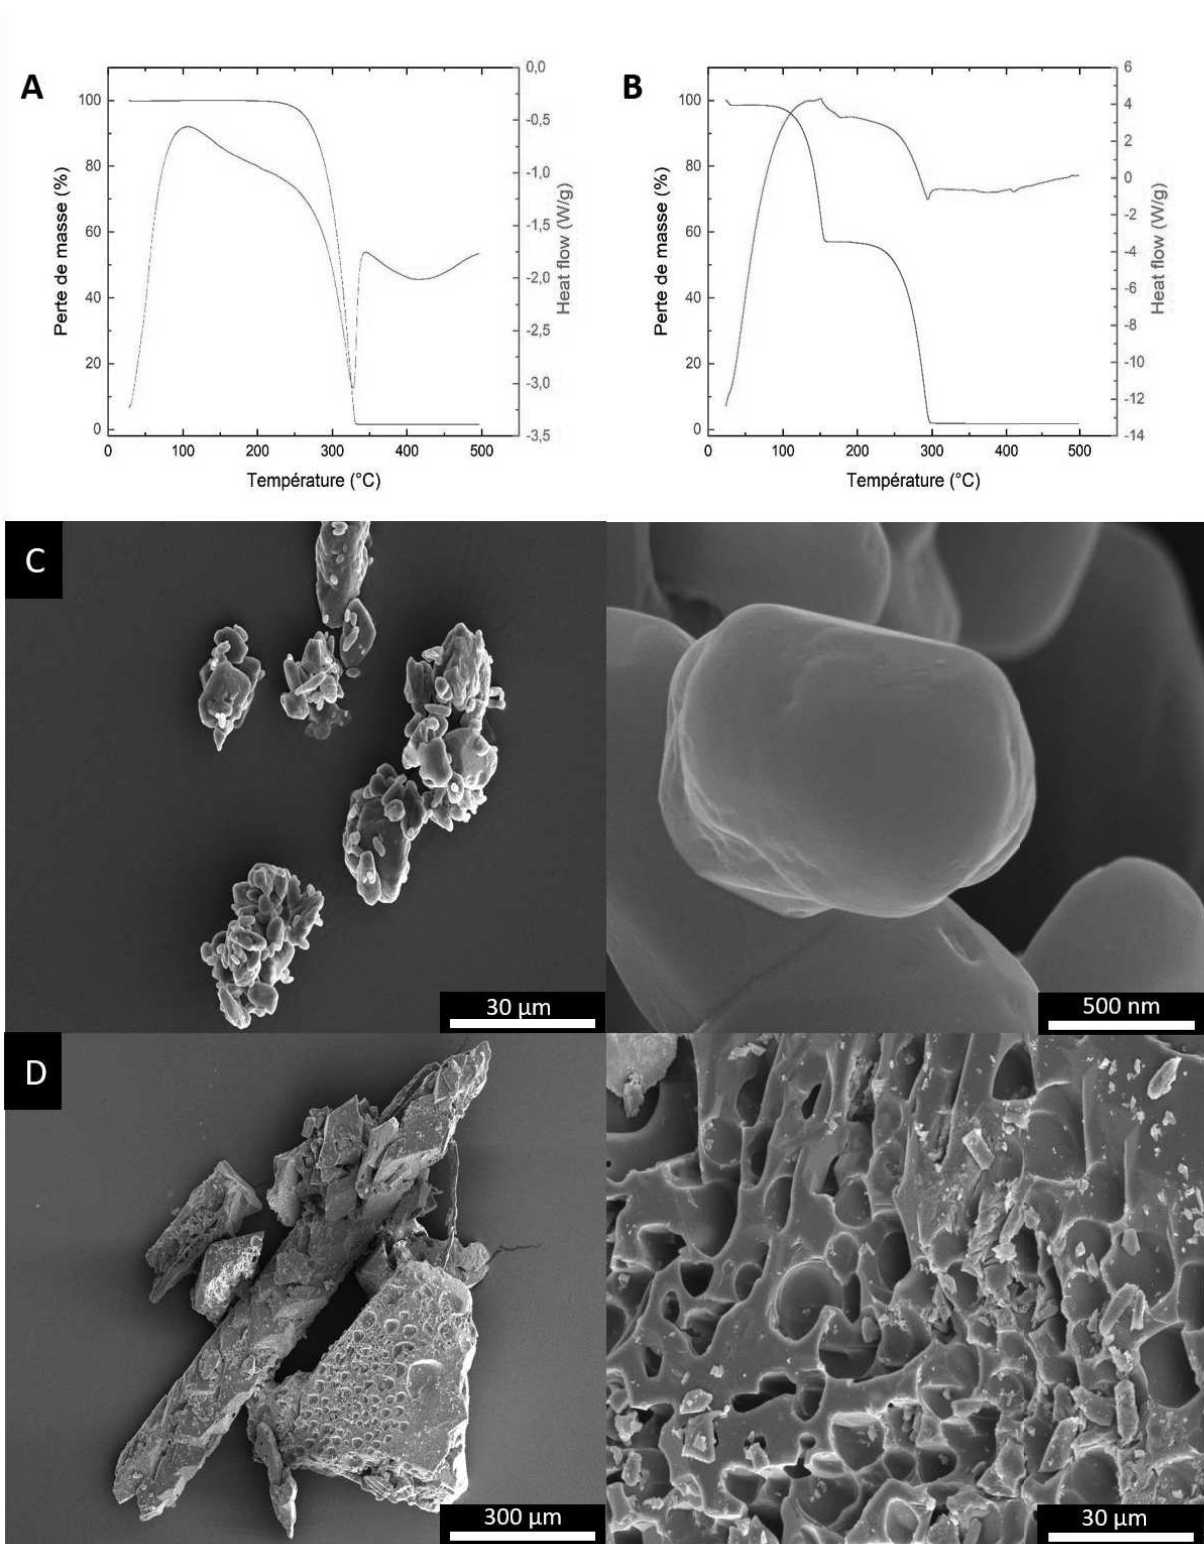 A
Perte de masse (%)
100
80
60
40
20
0
0 100 200 300 400 500
Température (°C)
0,0
-0,5
-1,0
-1,5
-2,0
-2,5
-3,0
-3,5
Heat flow (W/g)
B
Perte de masse (%)
100
80
60
40
20
0
0 100 200 300 400 500
Température (°C)
6
4
2
0
-2
-4
-6
-8
-10
-12
-14
Heat flow (W/g)
C
30 µm
500 nm
D
300 µm
30 µm